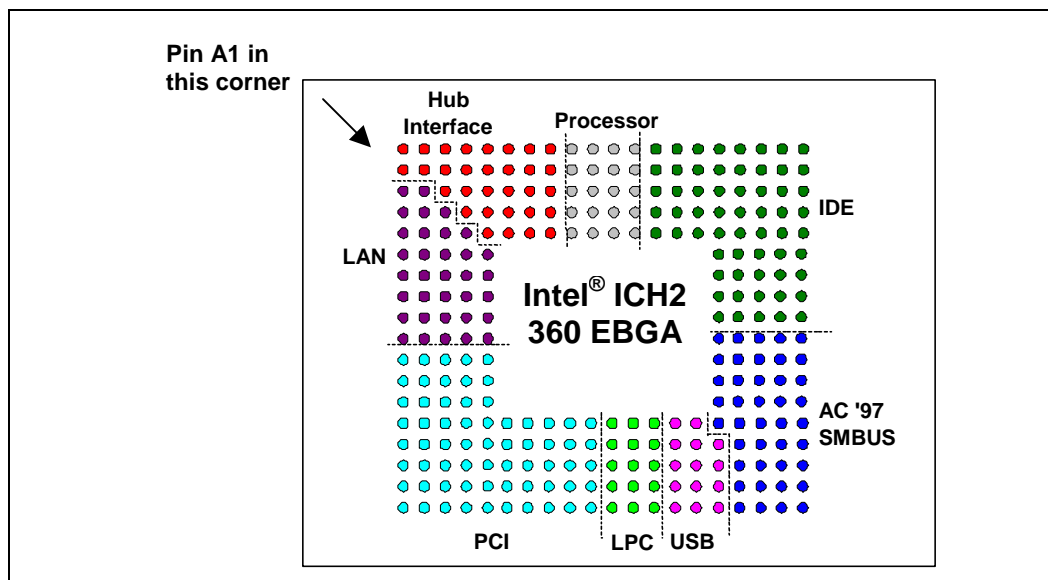 Pin A1 in
this corner
Hub
Interface
Processor
IDE
LAN
Intel® ICH2
360 EBGA
AC '97
SMBUS
PCI
LPC
USB